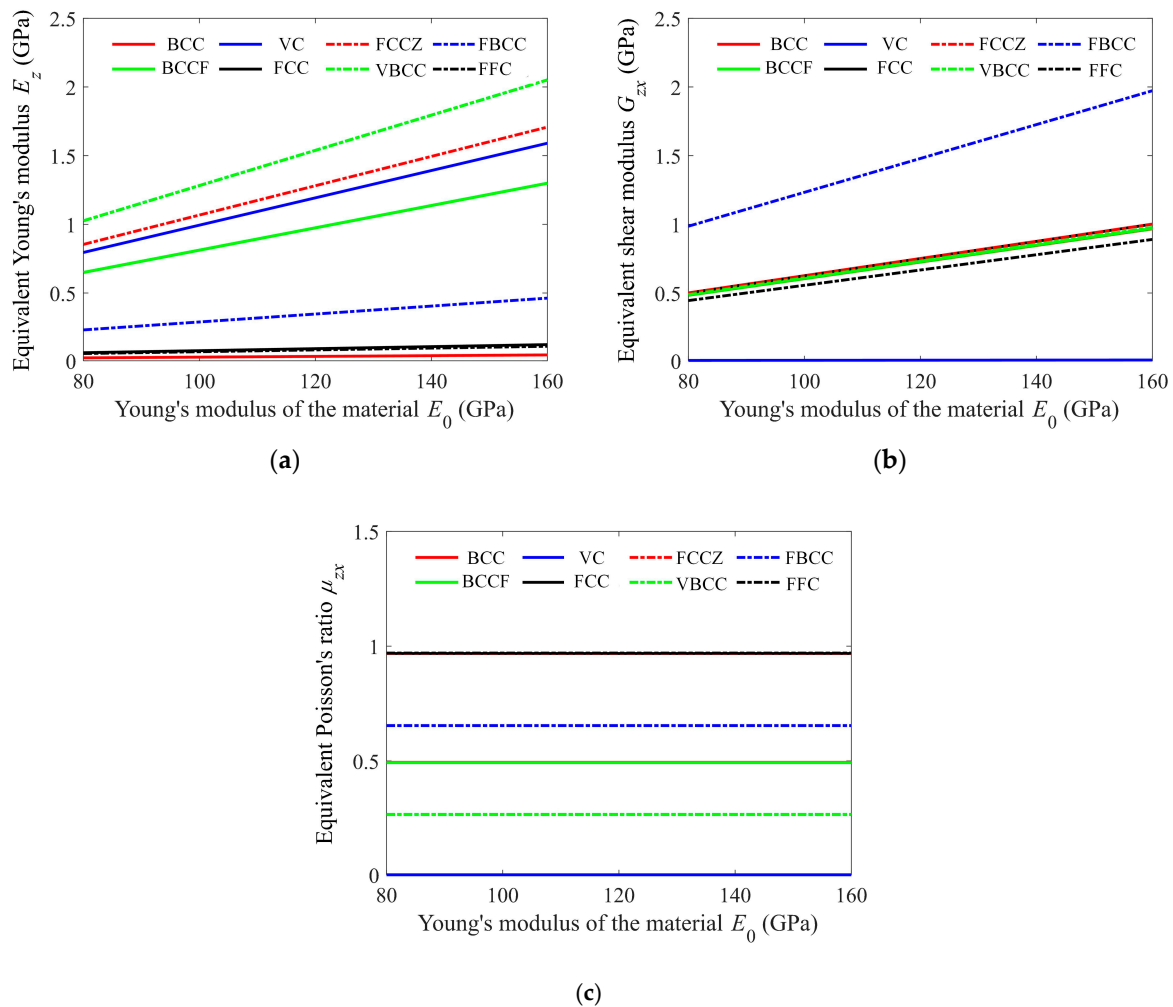 2.5
2
1.5
1
0.5
0
Equivalent Young's modulus E_z (GPa)
BCC VC FCCZ FBCC
BCCF FCC VBCC FFC
80 100 120 140 160
Young's modulus of the material E_0 (GPa)
(a)
2.5
2
1.5
1
0.5
0
Equivalent shear modulus G_zx (GPa)
BCC VC FCCZ FBCC
BCCF FCC VBCC FFC
80 100 120 140 160
Young's modulus of the material E_0 (GPa)
(b)
1.5
1
0.5
0
Equivalent Poisson's ratio μ_zx
BCC VC FCCZ FBCC
BCCF FCC VBCC FFC
80 100 120 140 160
Young's modulus of the material E_0 (GPa)
(c)